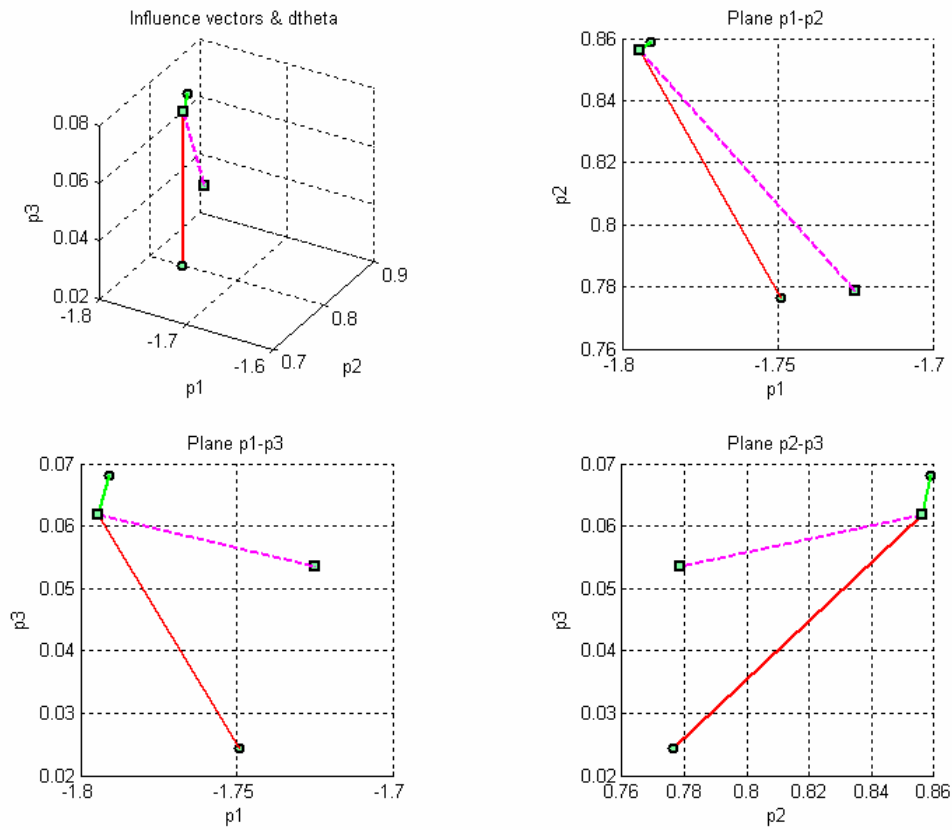 Influence vectors & dtheta
0.08
0.06
0.04
0.02
p3
-1.8
-1.7
-1.6
p1
0.7
0.8
0.9
p2
Plane p1-p2
0.86
0.84
0.82
0.8
0.78
0.76
p2
-1.8
-1.75
-1.7
p1
Plane p1-p3
0.07
0.06
0.05
0.04
0.03
0.02
p3
-1.8
-1.75
-1.7
p1
Plane p2-p3
0.07
0.06
0.05
0.04
0.03
0.02
p3
0.76 0.78 0.8 0.82 0.84 0.86
p2